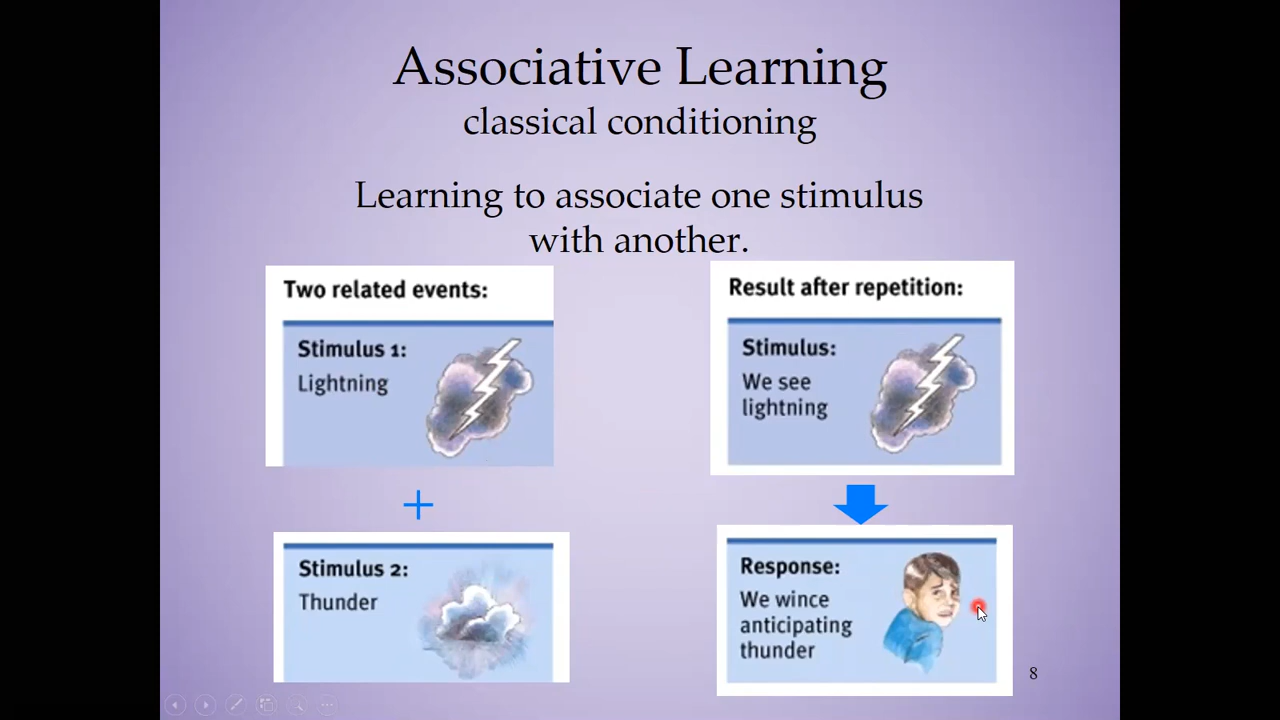 Associative Learning
classical conditioning
Learning to associate one stimulus
with another.
Two related events:
Stimulus 1:
Lightning
+
Stimulus 2:
Thunder
Result after repetition:
Stimulus:
We see
lightning
Response:
We wince
anticipating
thunder
8